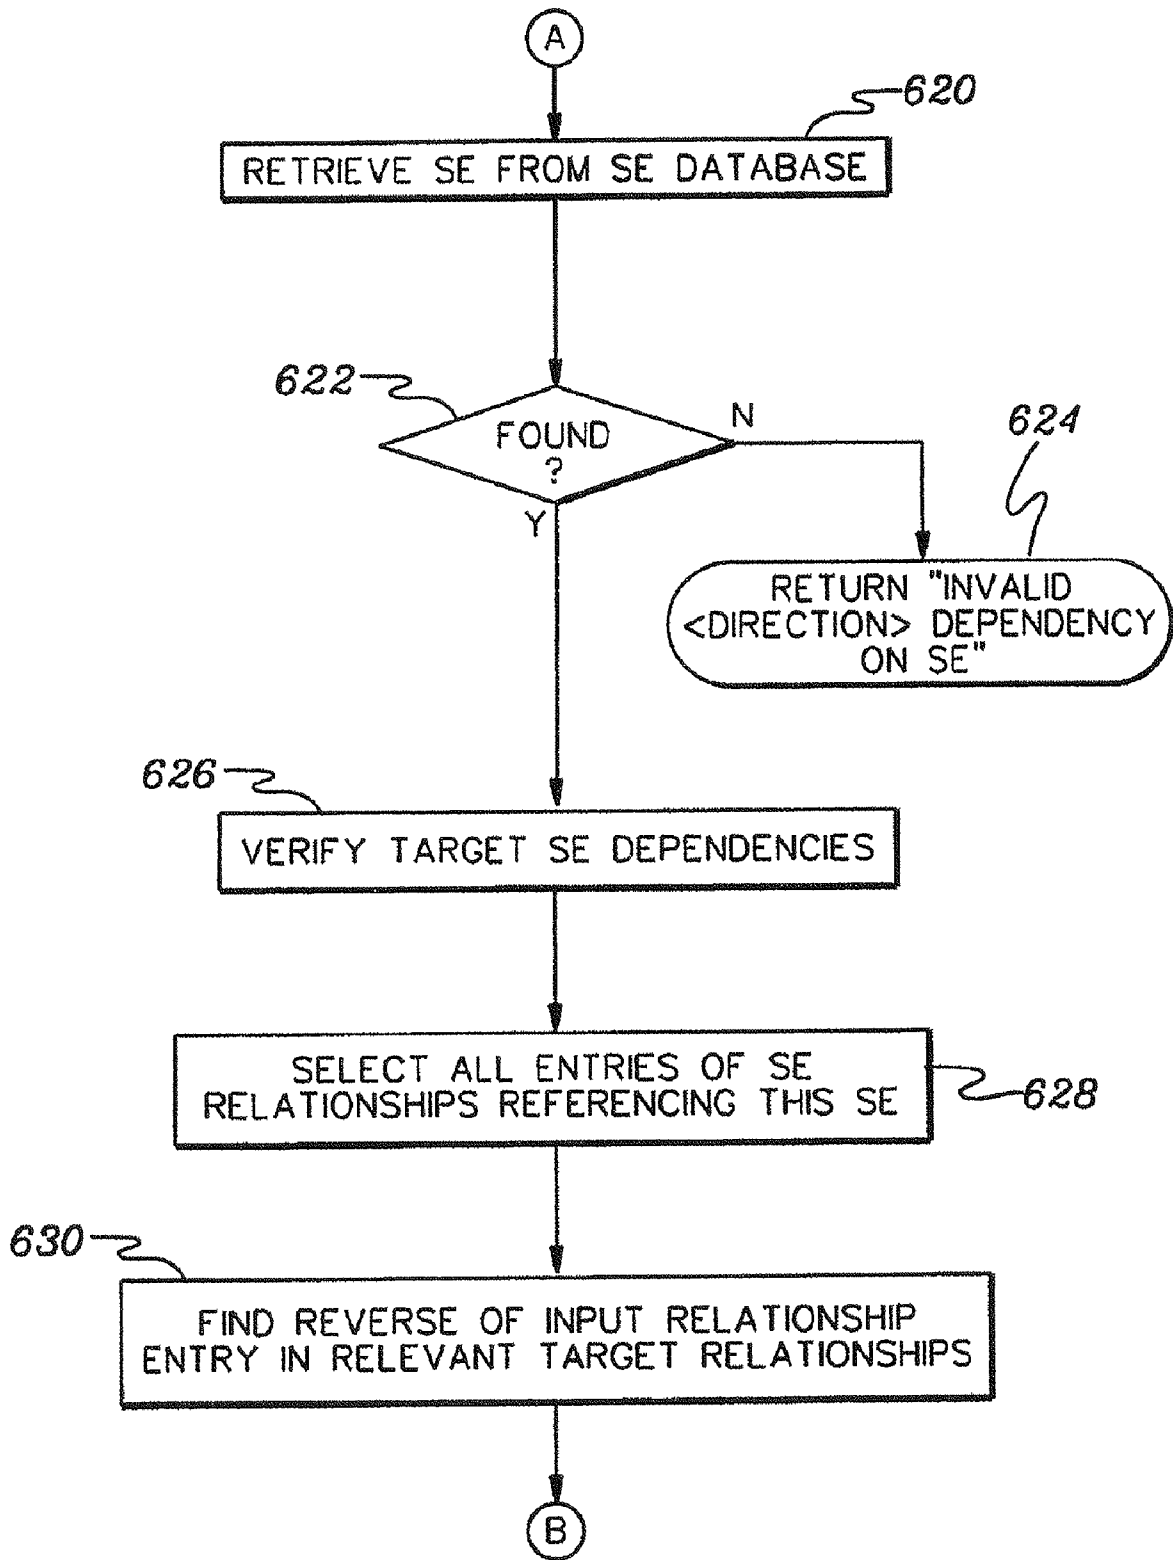 A
620
RETRIEVE SE FROM SE DATABASE
622
FOUND
?
N
Y
624
RETURN "INVALID
<DIRECTION> DEPENDENCY
ON SE"
626
VERIFY TARGET SE DEPENDENCIES
SELECT ALL ENTRIES OF SE
RELATIONSHIPS REFERENCING THIS SE
628
630
FIND REVERSE OF INPUT RELATIONSHIP
ENTRY IN RELEVANT TARGET RELATIONSHIPS
B